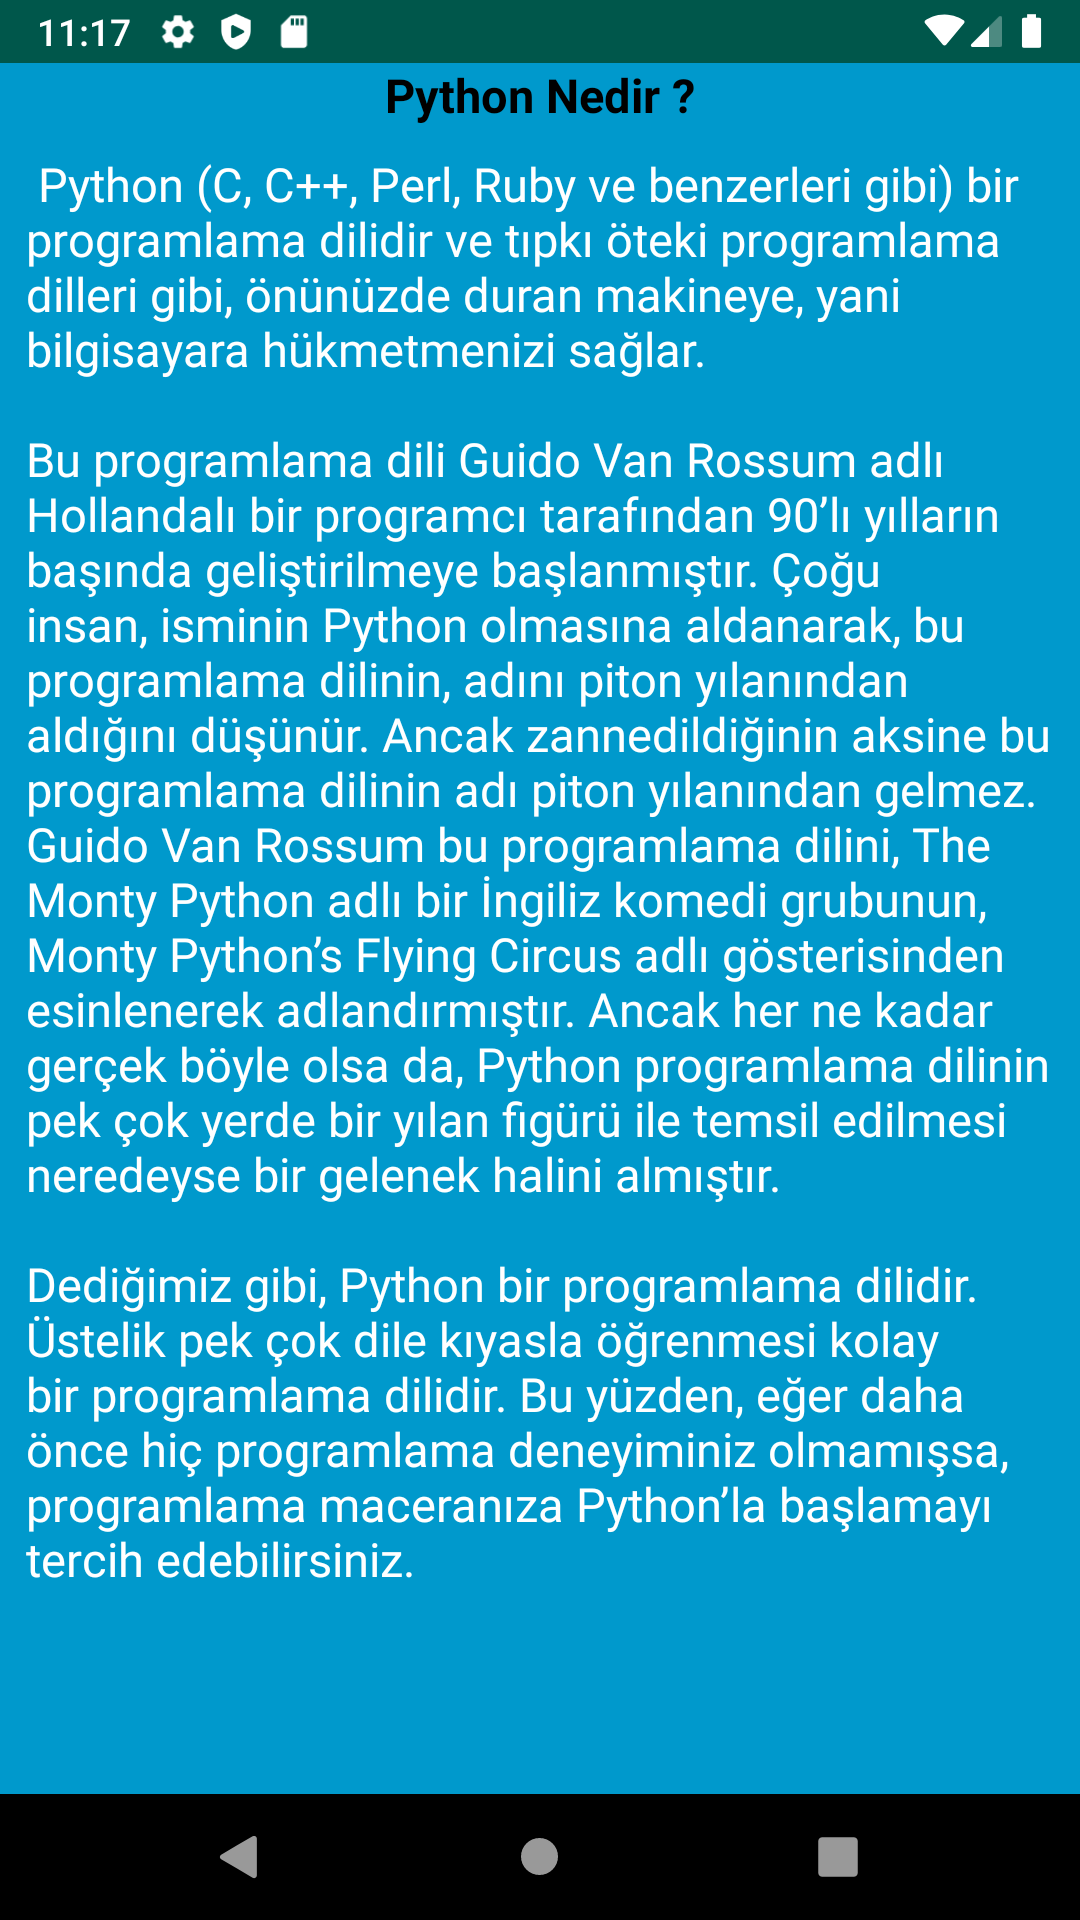 11:17
Python Nedir ?
Python (C, C++, Perl, Ruby ve benzerleri gibi) bir
programlama dilidir ve tıpkı öteki programlama
dilleri gibi, önünüzde duran makineye, yani
bilgisayara hükmetmenizi sağlar.
Bu programlama dili Guido Van Rossum adlı
Hollandalı bir programcı tarafından 90’lı yılların
başında geliştirilmeye başlanmıştır. Çoğu
insan, isminin Python olmasına aldanarak, bu
programlama dilinin, adını piton yılanından
aldığını düşünür. Ancak zannedildiğinin aksine bu
programlama dilinin adı piton yılanından gelmez.
Guido Van Rossum bu programlama dilini, The
Monty Python adlı bir İngiliz komedi grubunun,
Monty Python’s Flying Circus adlı gösterisinden
esinlenerek adlandırmıştır. Ancak her ne kadar
gerçek böyle olsa da, Python programlama dilinin
pek çok yerde bir yılan figürü ile temsil edilmesi
neredeyse bir gelenek halini almıştır.
Dediğimiz gibi, Python bir programlama dilidir.
Üstelik pek çok dile kıyasla öğrenmesi kolay
bir programlama dilidir. Bu yüzden, eğer daha
önce hiç programlama deneyiminiz olmamışsa,
programlama maceranıza Python’la başlamayı
tercih edebilirsiniz.